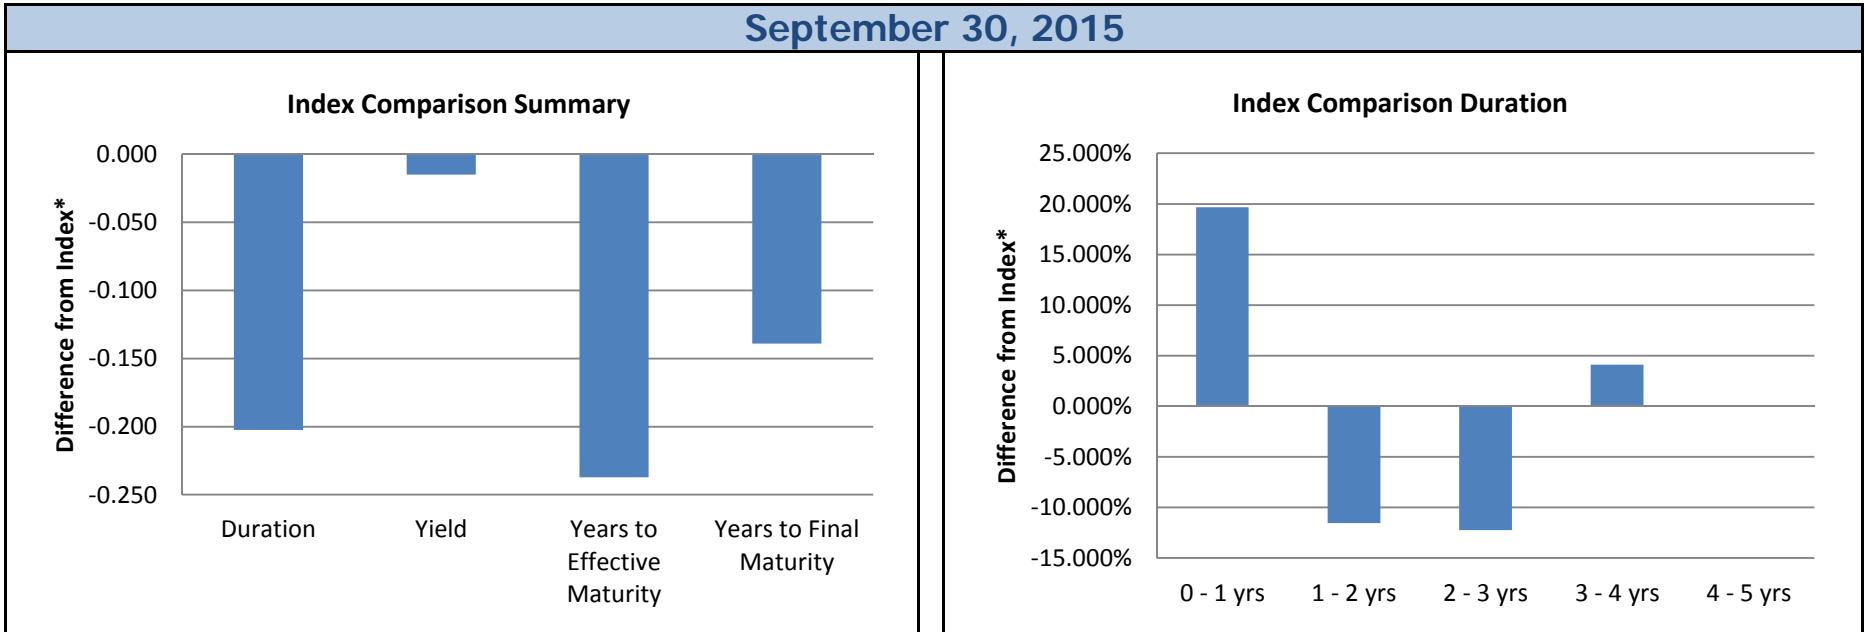 September 30, 2015
Index Comparison Summary
Difference from Index*
0.000
-0.050
-0.100
-0.150
-0.200
-0.250
Duration
Yield
Years to
Effective
Maturity
Years to Final
Maturity
Index Comparison Duration
Difference from Index*
25.000%
20.000%
15.000%
10.000%
5.000%
0.000%
-5.000%
-10.000%
-15.000%
0 - 1 yrs
1 - 2 yrs
2 - 3 yrs
3 - 4 yrs
4 - 5 yrs